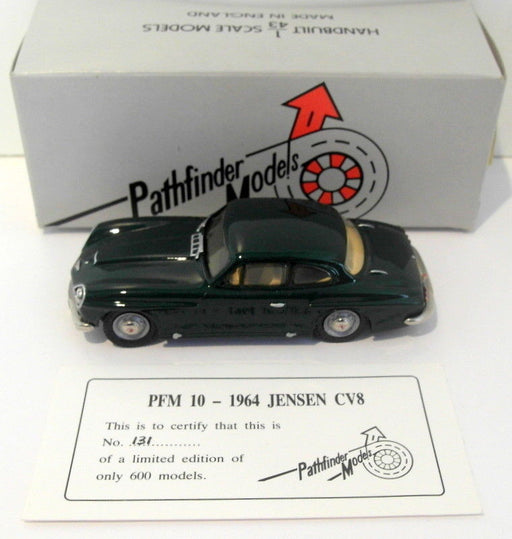 HANDBUILT 1/43 SCALE MODELS
MADE IN ENGLAND
Pathfinder
Models
PFM 10 – 1964 JENSEN CV8
This is to certify that this is
No. 131...........
of a limited edition of
only 600 models.
Pathfinder
Models